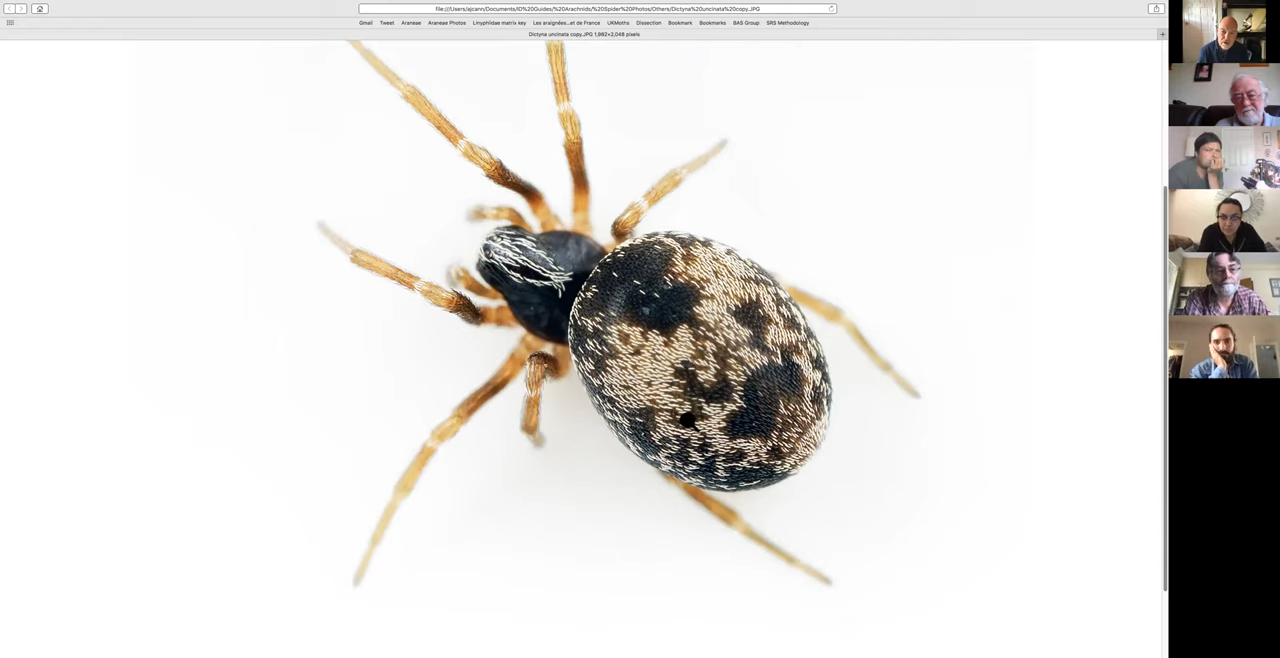 file:///Users/ajcann/Documents/ID%20Guides/%20Arachnids/%20Spider%20Photos/Others/Dictyna%20uncinata%20copy.JPG
Gmail Tweet Araneae Araneae Photos Linyphiidae matrix key Les araignées...et de France UKMoths Dissection Bookmark Bookmarks BAS Group SRS Methodology
Dictyna uncinata copy.JPG 1,982×2,048 pixels